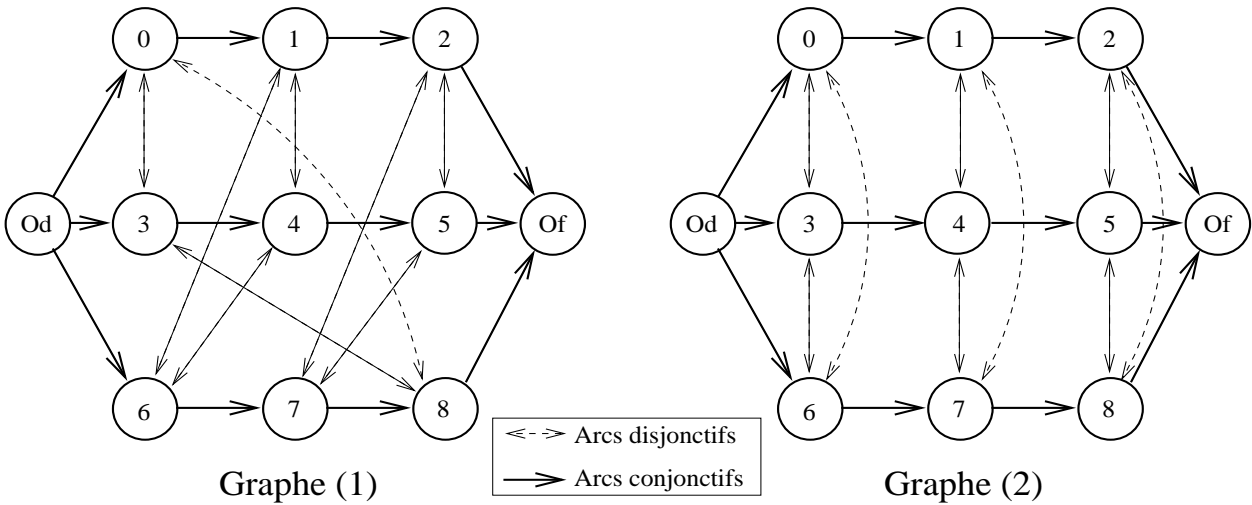 0 1 2
Od 3 4 5 Of
6 7 8
Graphe (1)
0 1 2
Od 3 4 5 Of
6 7 8
Graphe (2)
Arcs disjonctifs
Arcs conjonctifs